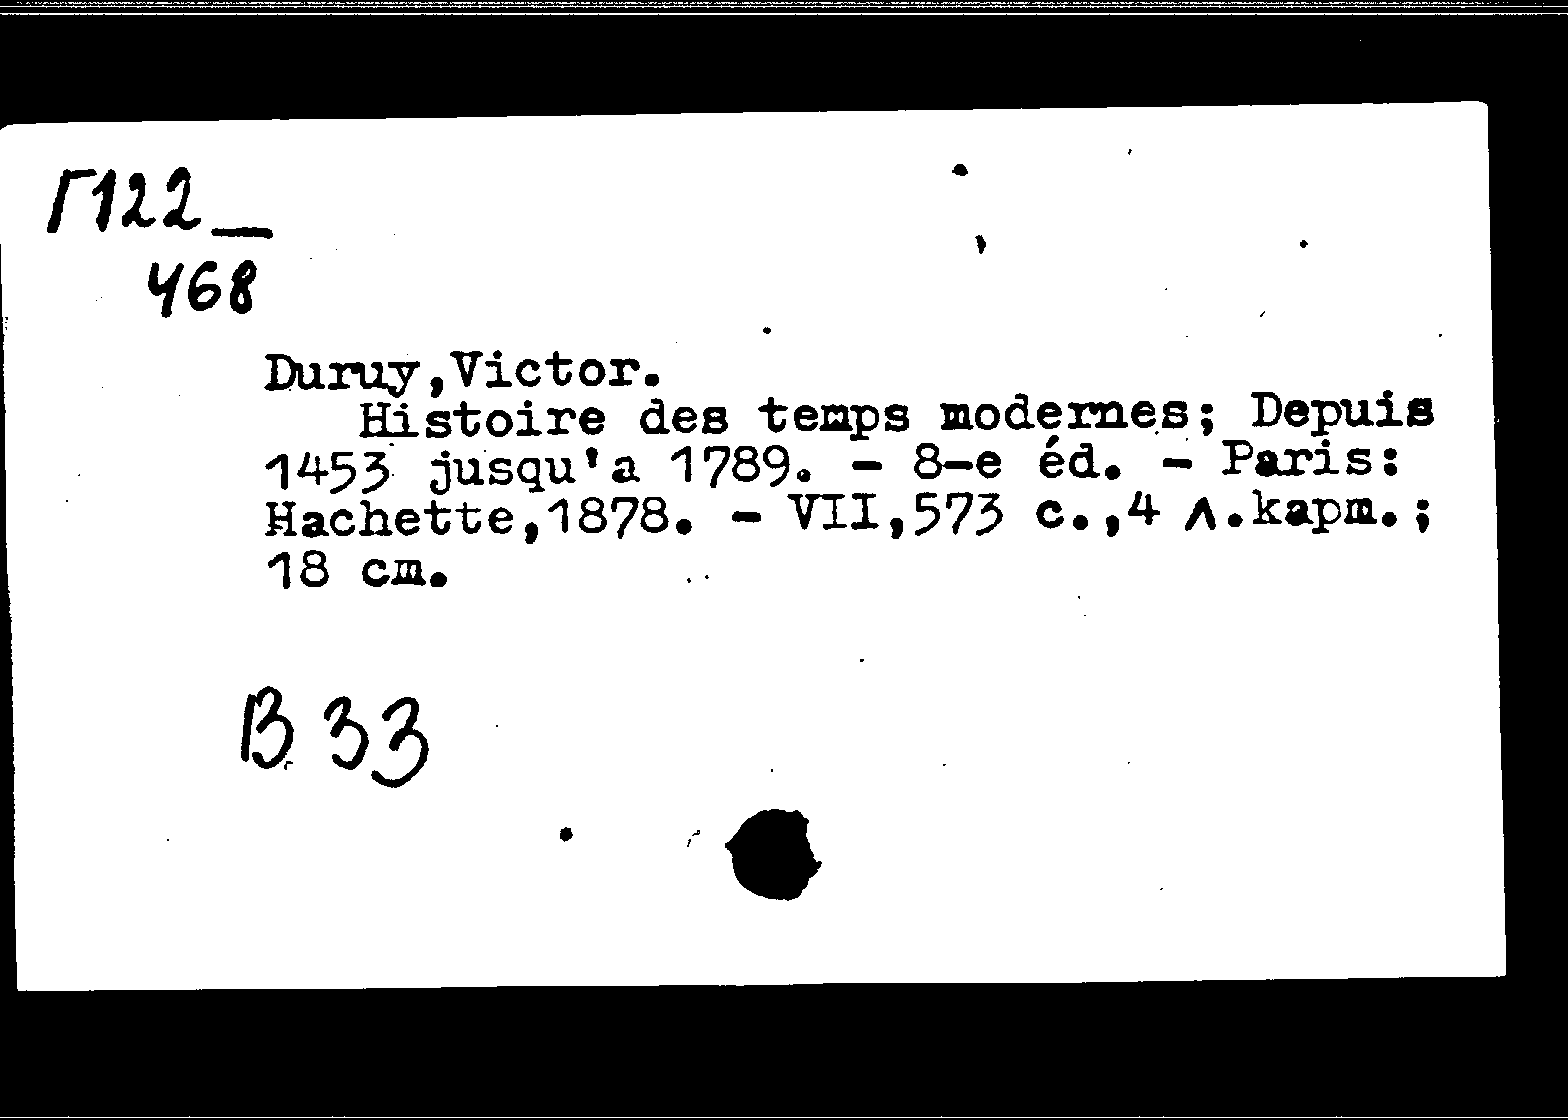 Г122
468
Duruy,Victor.
Histoire des temps modernes; Depuis
1453 jusqu'a 1789. - 8-e éd. - Paris:
Hachette,1878. - VII,573 c.,4 л.kapm.;
18 cm.
В 33